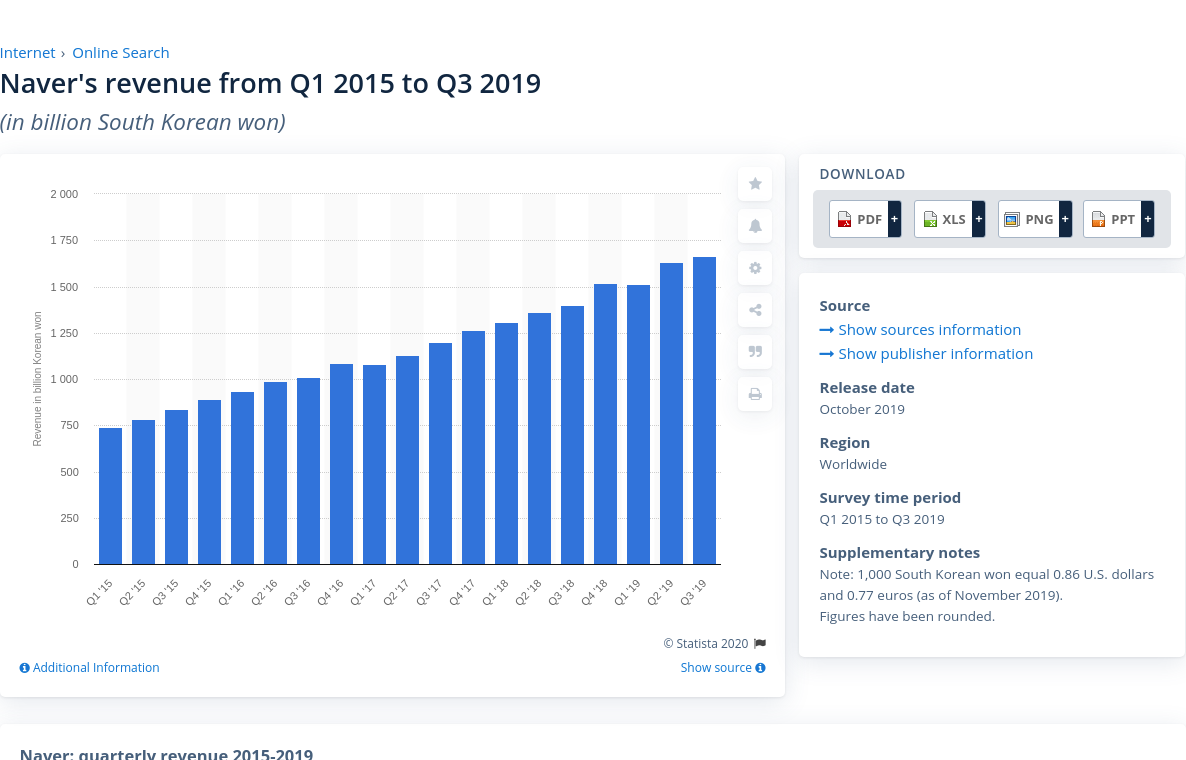 Internet › Online Search
Naver's revenue from Q1 2015 to Q3 2019
(in billion South Korean won)
2 000
1 750
1 500
1 250
1 000
750
500
250
0
Revenue in billion Korean won
Q1 '15
Q2 '15
Q3 '15
Q4 '15
Q1 '16
Q2 '16
Q3 '16
Q4 '16
Q1 '17
Q2 '17
Q3 '17
Q4 '17
Q1 '18
Q2 '18
Q3 '18
Q4 '18
Q1 '19
Q2 '19
Q3 '19
© Statista 2020
Additional Information
Show source
DOWNLOAD
PDF + XLS + PNG + PPT +
Source
Show sources information
Show publisher information
Release date
October 2019
Region
Worldwide
Survey time period
Q1 2015 to Q3 2019
Supplementary notes
Note: 1,000 South Korean won equal 0.86 U.S. dollars
and 0.77 euros (as of November 2019).
Figures have been rounded.
Naver: quarterly revenue 2015-2019